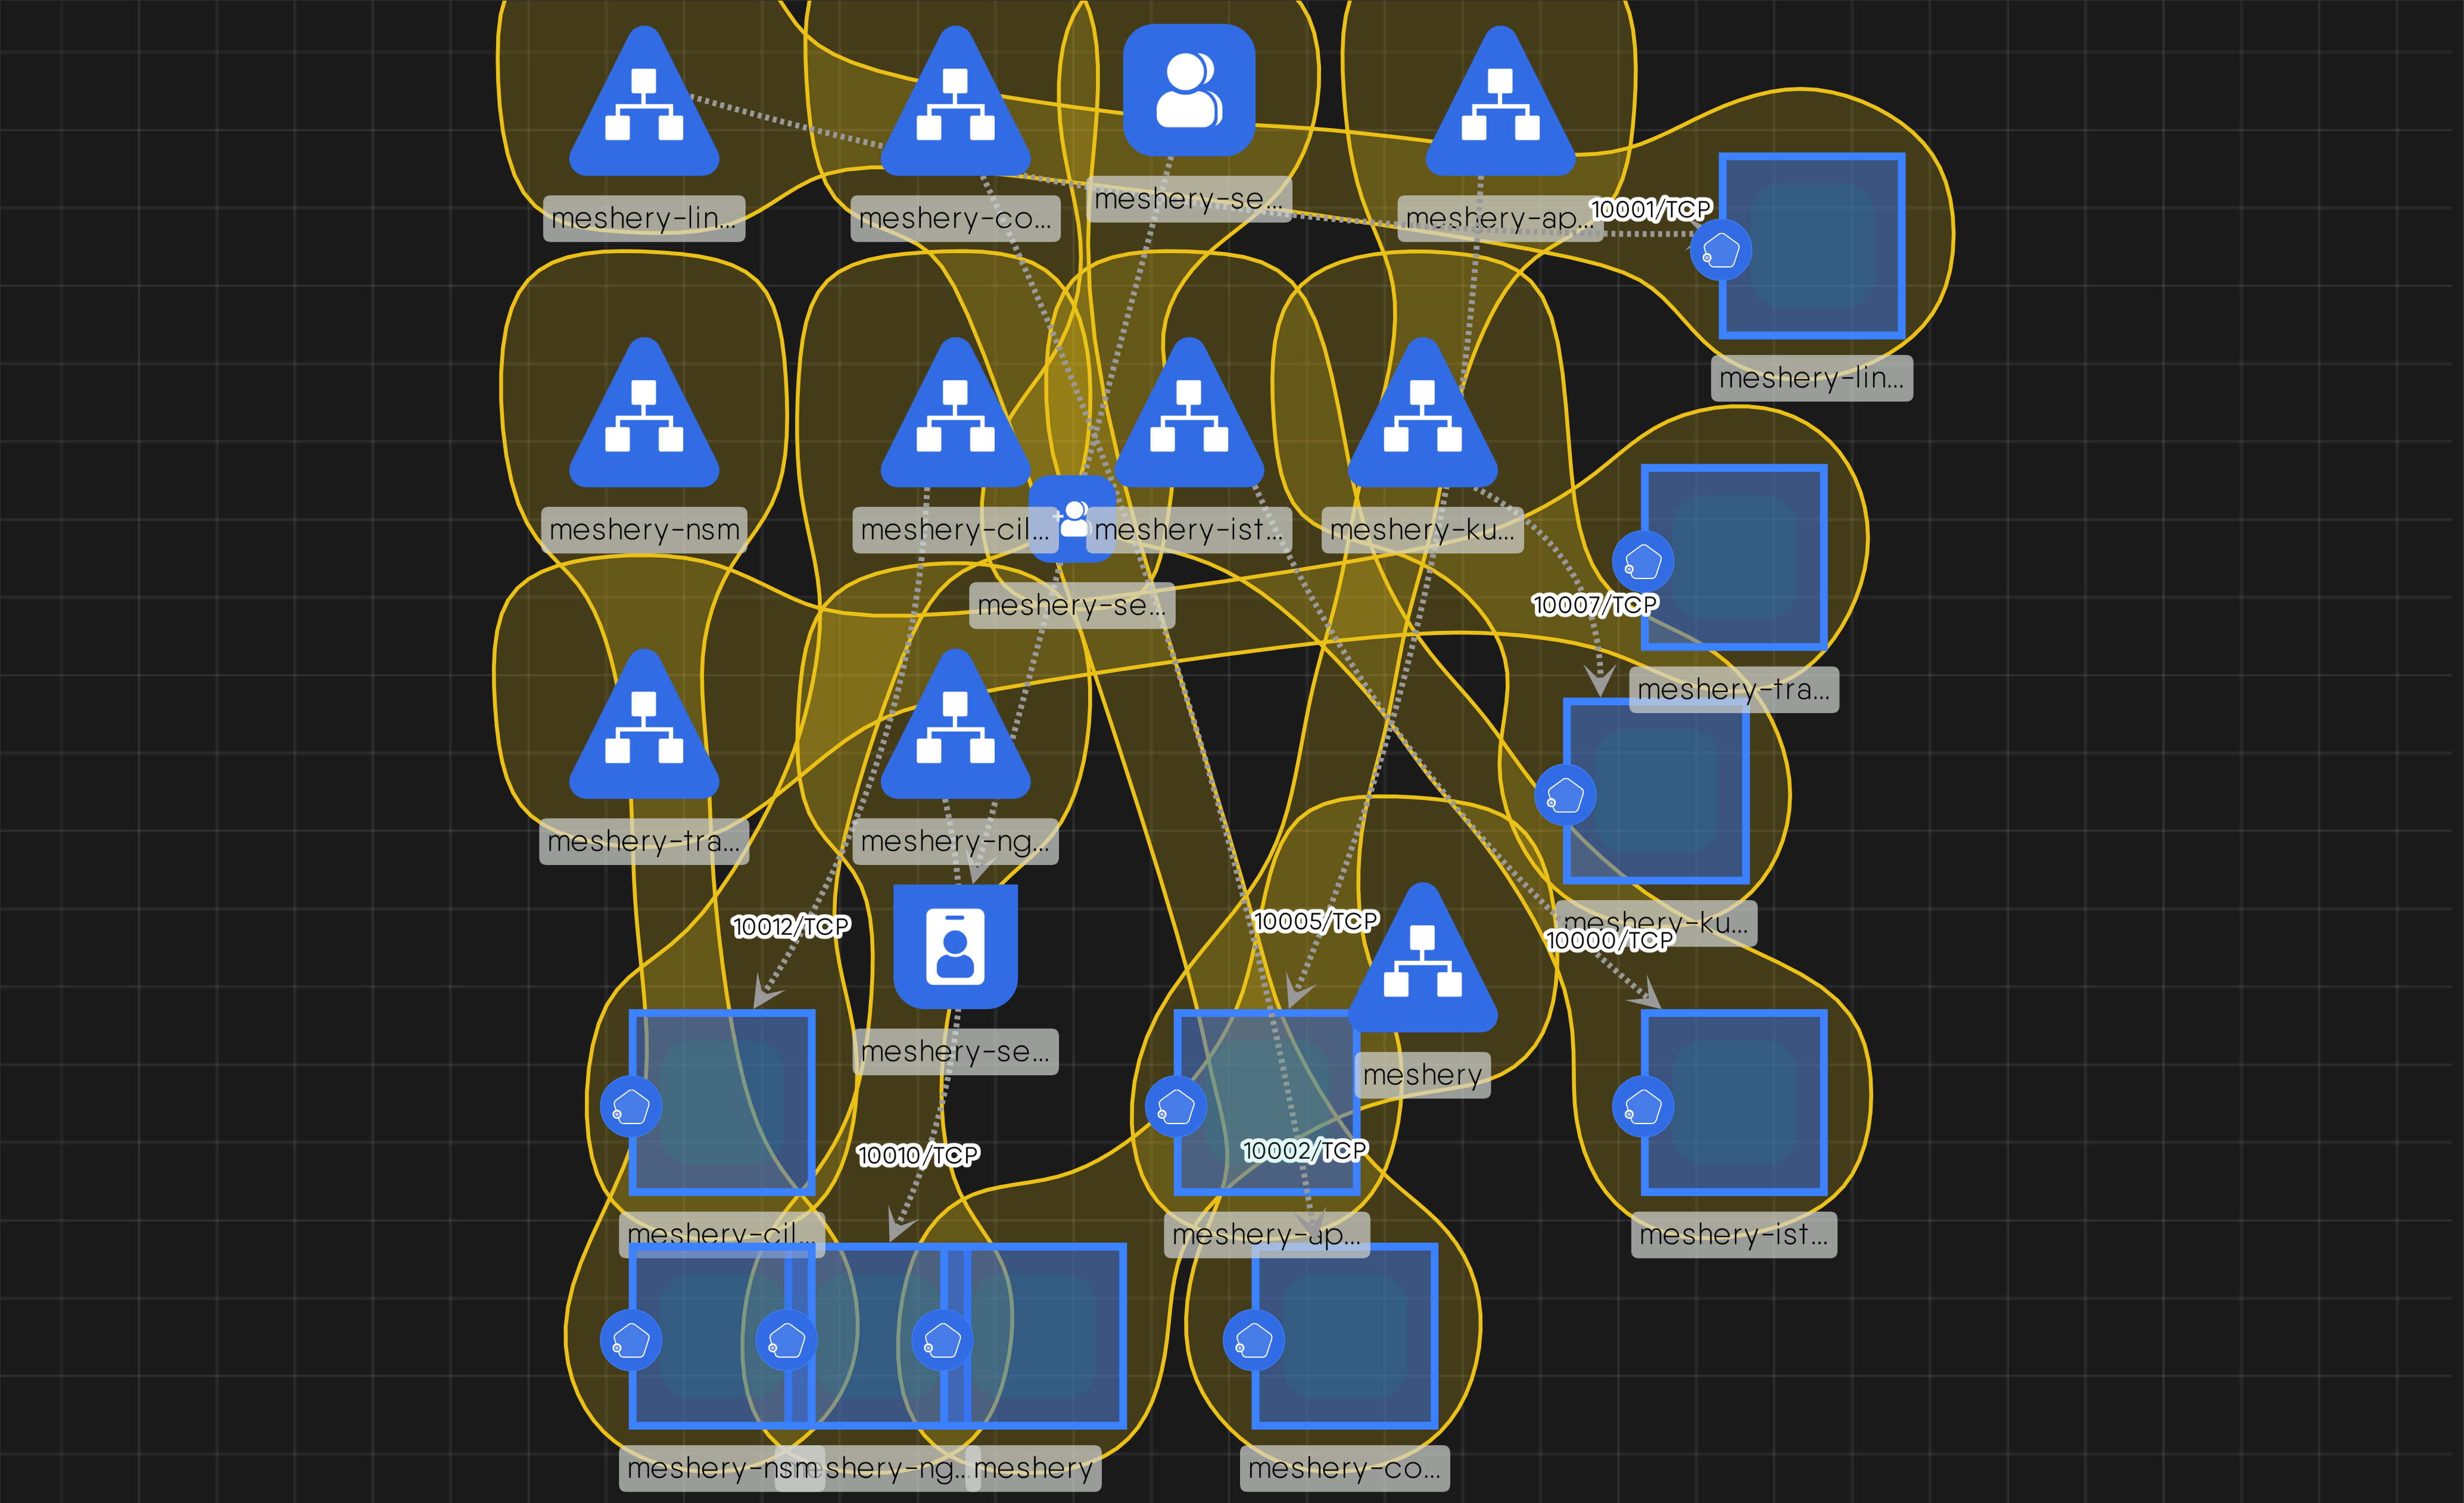 meshery-lin...
meshery-co...
meshery-se...
meshery-ap...
10001/TCP
meshery-lin...
meshery-nsm
meshery-cil...
meshery-ist...
meshery-ku...
meshery-se...
10007/TCP
meshery-tra...
meshery-tra...
meshery-ng...
10012/TCP
10005/TCP
meshery-ku...
10000/TCP
meshery-se...
meshery
10010/TCP
10002/TCP
meshery-cil...
meshery-ap...
meshery-ist...
meshery-nsm
meshery-ng...
meshery
meshery-co...